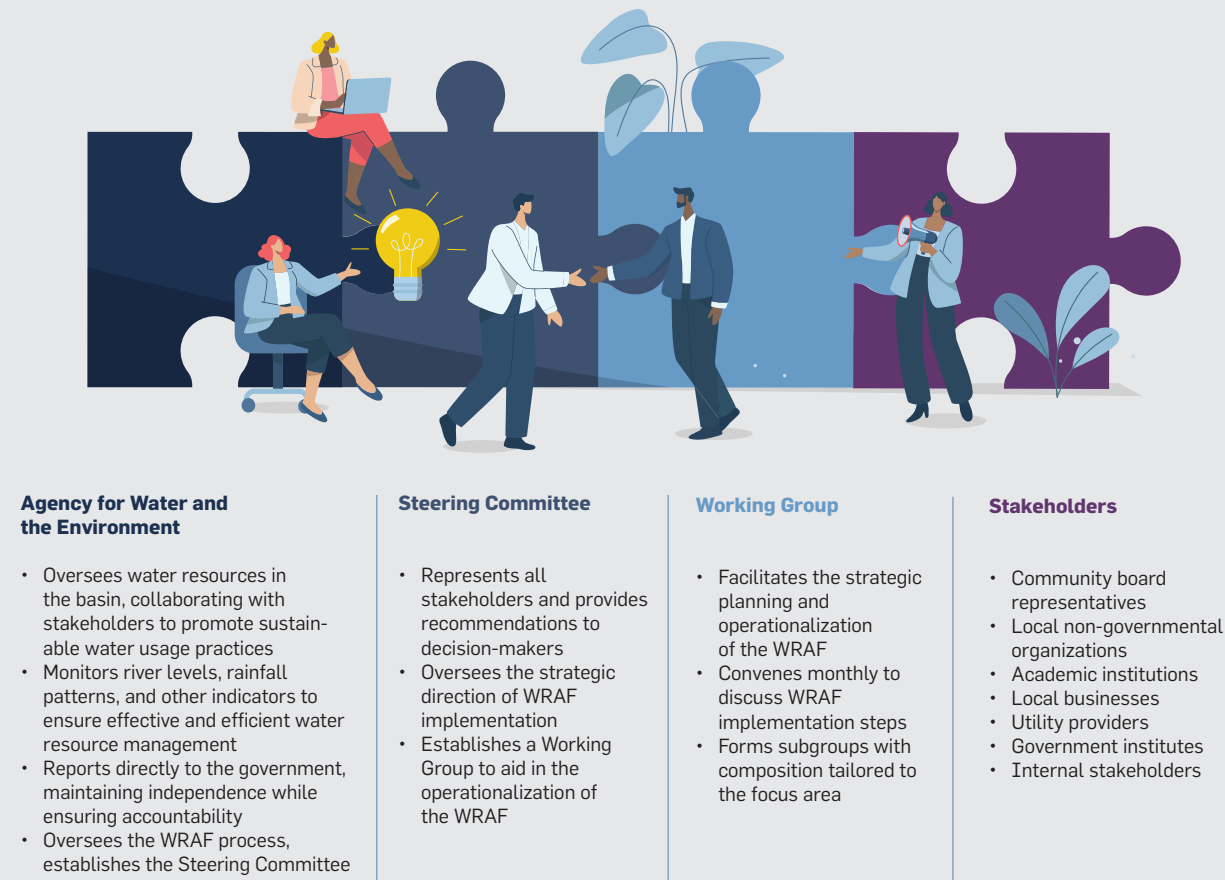 Agency for Water and
the Environment
• Oversees water resources in
the basin, collaborating with
stakeholders to promote sustain-
able water usage practices
• Monitors river levels, rainfall
patterns, and other indicators to
ensure effective and efficient water
resource management
• Reports directly to the government,
maintaining independence while
ensuring accountability
• Oversees the WRAF process,
establishes the Steering Committee
Steering Committee
• Represents all
stakeholders and provides
recommendations to
decision-makers
• Oversees the strategic
direction of WRAF
implementation
• Establishes a Working
Group to aid in the
operationalization of
the WRAF
Working Group
• Facilitates the strategic
planning and
operationalization
of the WRAF
• Convenes monthly to
discuss WRAF
implementation steps
• Forms subgroups with
composition tailored to
the focus area
Stakeholders
• Community board
representatives
• Local non-governmental
organizations
• Academic institutions
• Local businesses
• Utility providers
• Government institutes
• Internal stakeholders